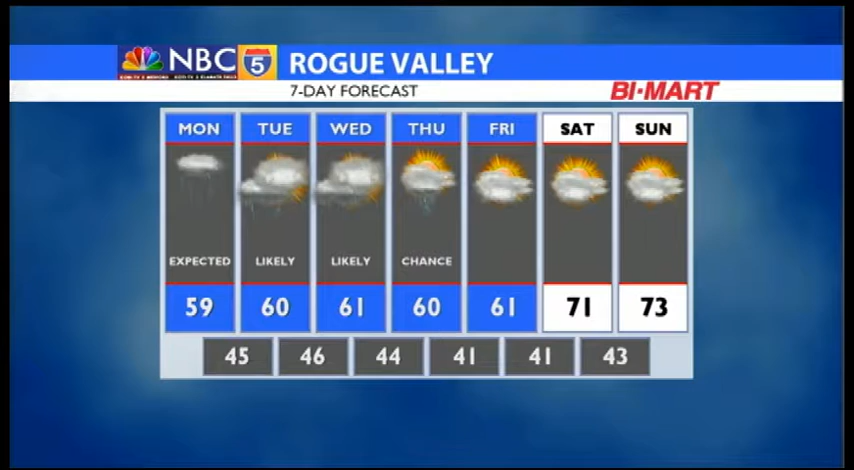 NBC 5 ROGUE VALLEY
7-DAY FORECAST BI-MART
MON TUE WED THU FRI SAT SUN
EXPECTED LIKELY LIKELY CHANCE
59 60 61 60 61 71 73
45 46 44 41 41 43